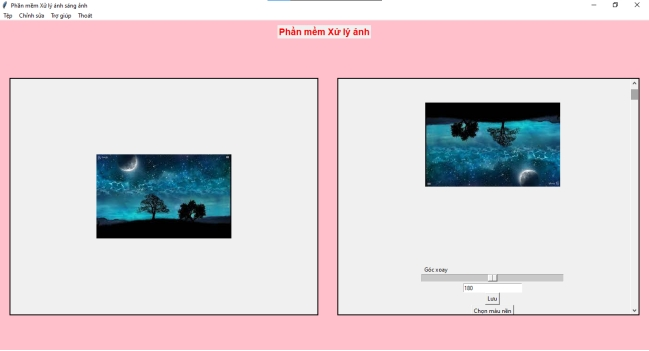 Phần mềm Xử lý ảnh sáng ảnh
Tệp Chỉnh sửa Trợ giúp Thoát
Phần mềm Xử lý ảnh
Góc xoay
180
Lưu
Chọn màu nền